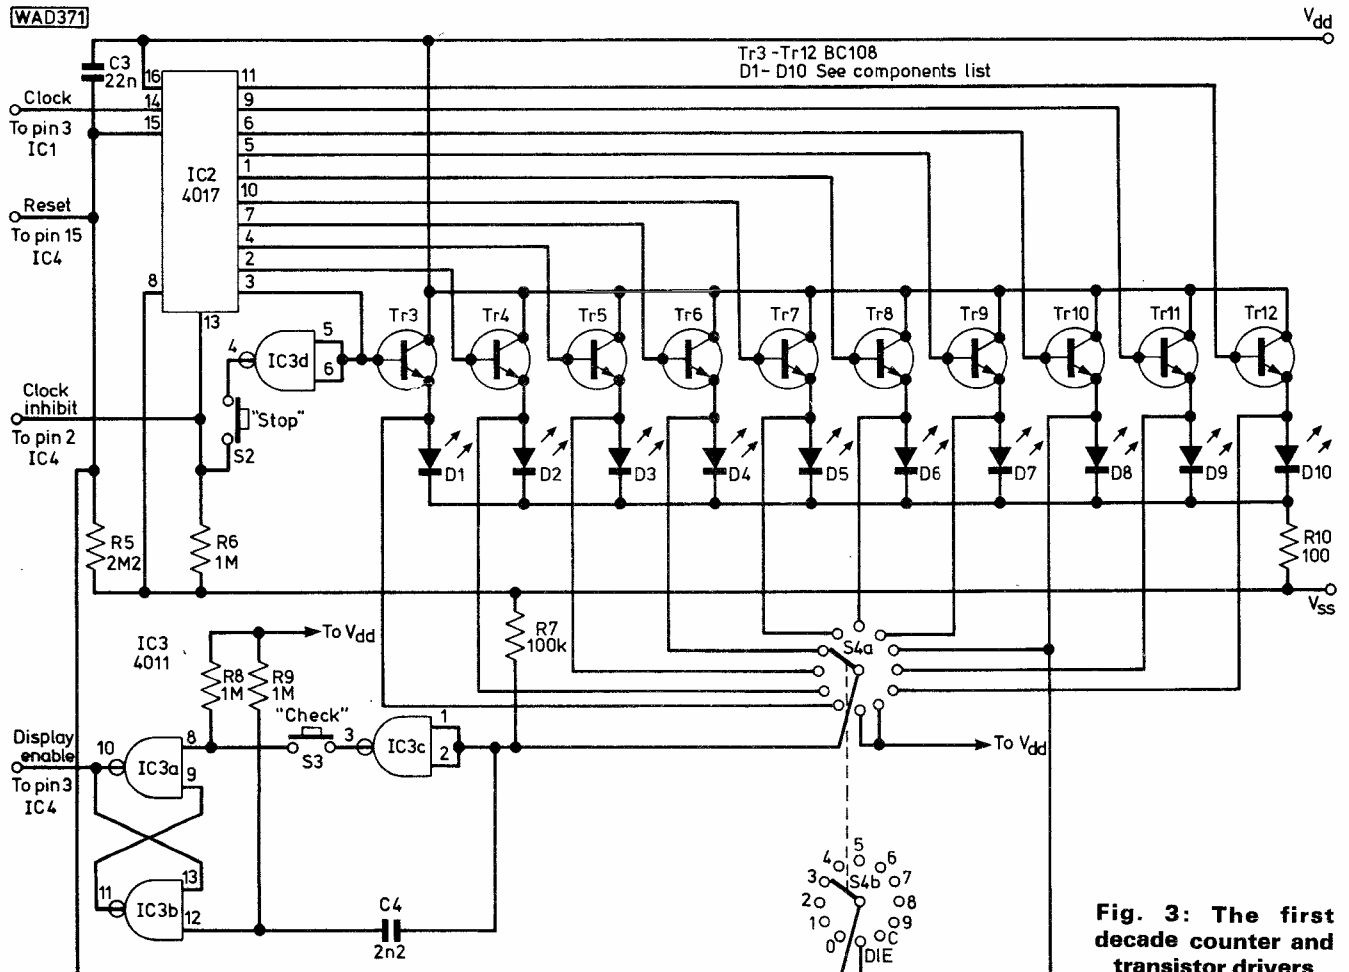 WAD371
Vdd
Tr3-Tr12 BC108
D1-D10 See components list
C3
22n
16
11
Clock
14
9
To pin 3
IC1
15
6
5
IC2
4017
1
10
Reset
7
To pin 15
IC4
4
2
8
3
13
Tr3
Tr4
Tr5
Tr6
Tr7
Tr8
Tr9
Tr10
Tr11
Tr12
4
IC3d
5
6
Clock
inhibit
To pin 2
IC4
"Stop"
S2
D1
D2
D3
D4
D5
D6
D7
D8
D9
D10
R5
2M2
R6
1M
R10
100
Vss
IC3
4011
To Vdd
R7
100k
S4a
R8
1M
R9
1M
"Check"
S3
3
IC3c
1
2
To Vdd
Display
enable
To pin 3
IC4
10
IC3a
8
9
11
IC3b
13
12
C4
2n2
S4b
0
1
2
3
4
5
6
7
8
9
C
DIE
Fig. 3: The first
decade counter and
transistor drivers